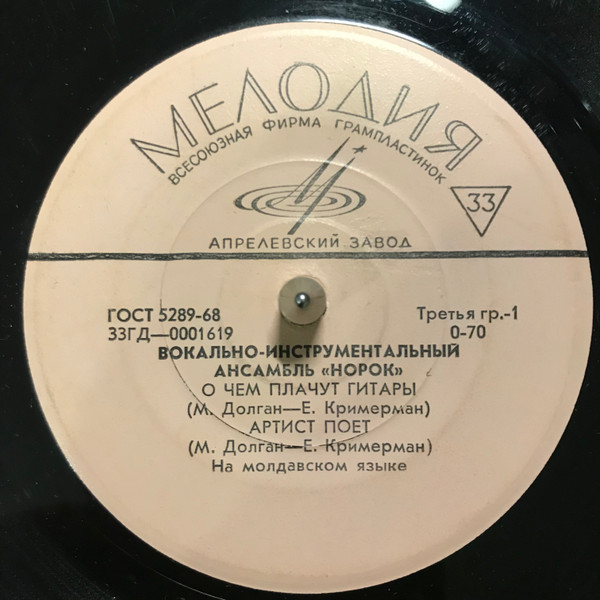 МЕЛОДИЯ
ВСЕСОЮЗНАЯ ФИРМА ГРАМПЛАСТИНОК
33
АПРЕЛЕВСКИЙ ЗАВОД
ГОСТ 5289-68 Третья гр.-1
33ГД—0001619 0-70
ВОКАЛЬНО-ИНСТРУМЕНТАЛЬНЫЙ
АНСАМБЛЬ «НОРОК»
О ЧЕМ ПЛАЧУТ ГИТАРЫ
(М. Долган—Е. Кримерман)
АРТИСТ ПОЕТ
(М. Долган—Е. Кримерман)
На молдавском языке